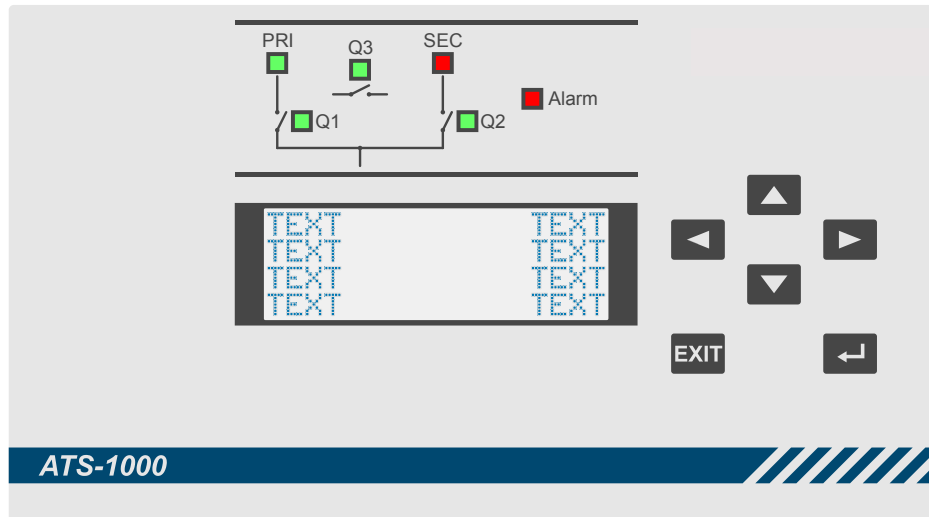 PRI Q3 SEC
Alarm
Q1 Q2
TEXT TEXT
TEXT TEXT
TEXT TEXT
TEXT TEXT
EXIT
ATS-1000